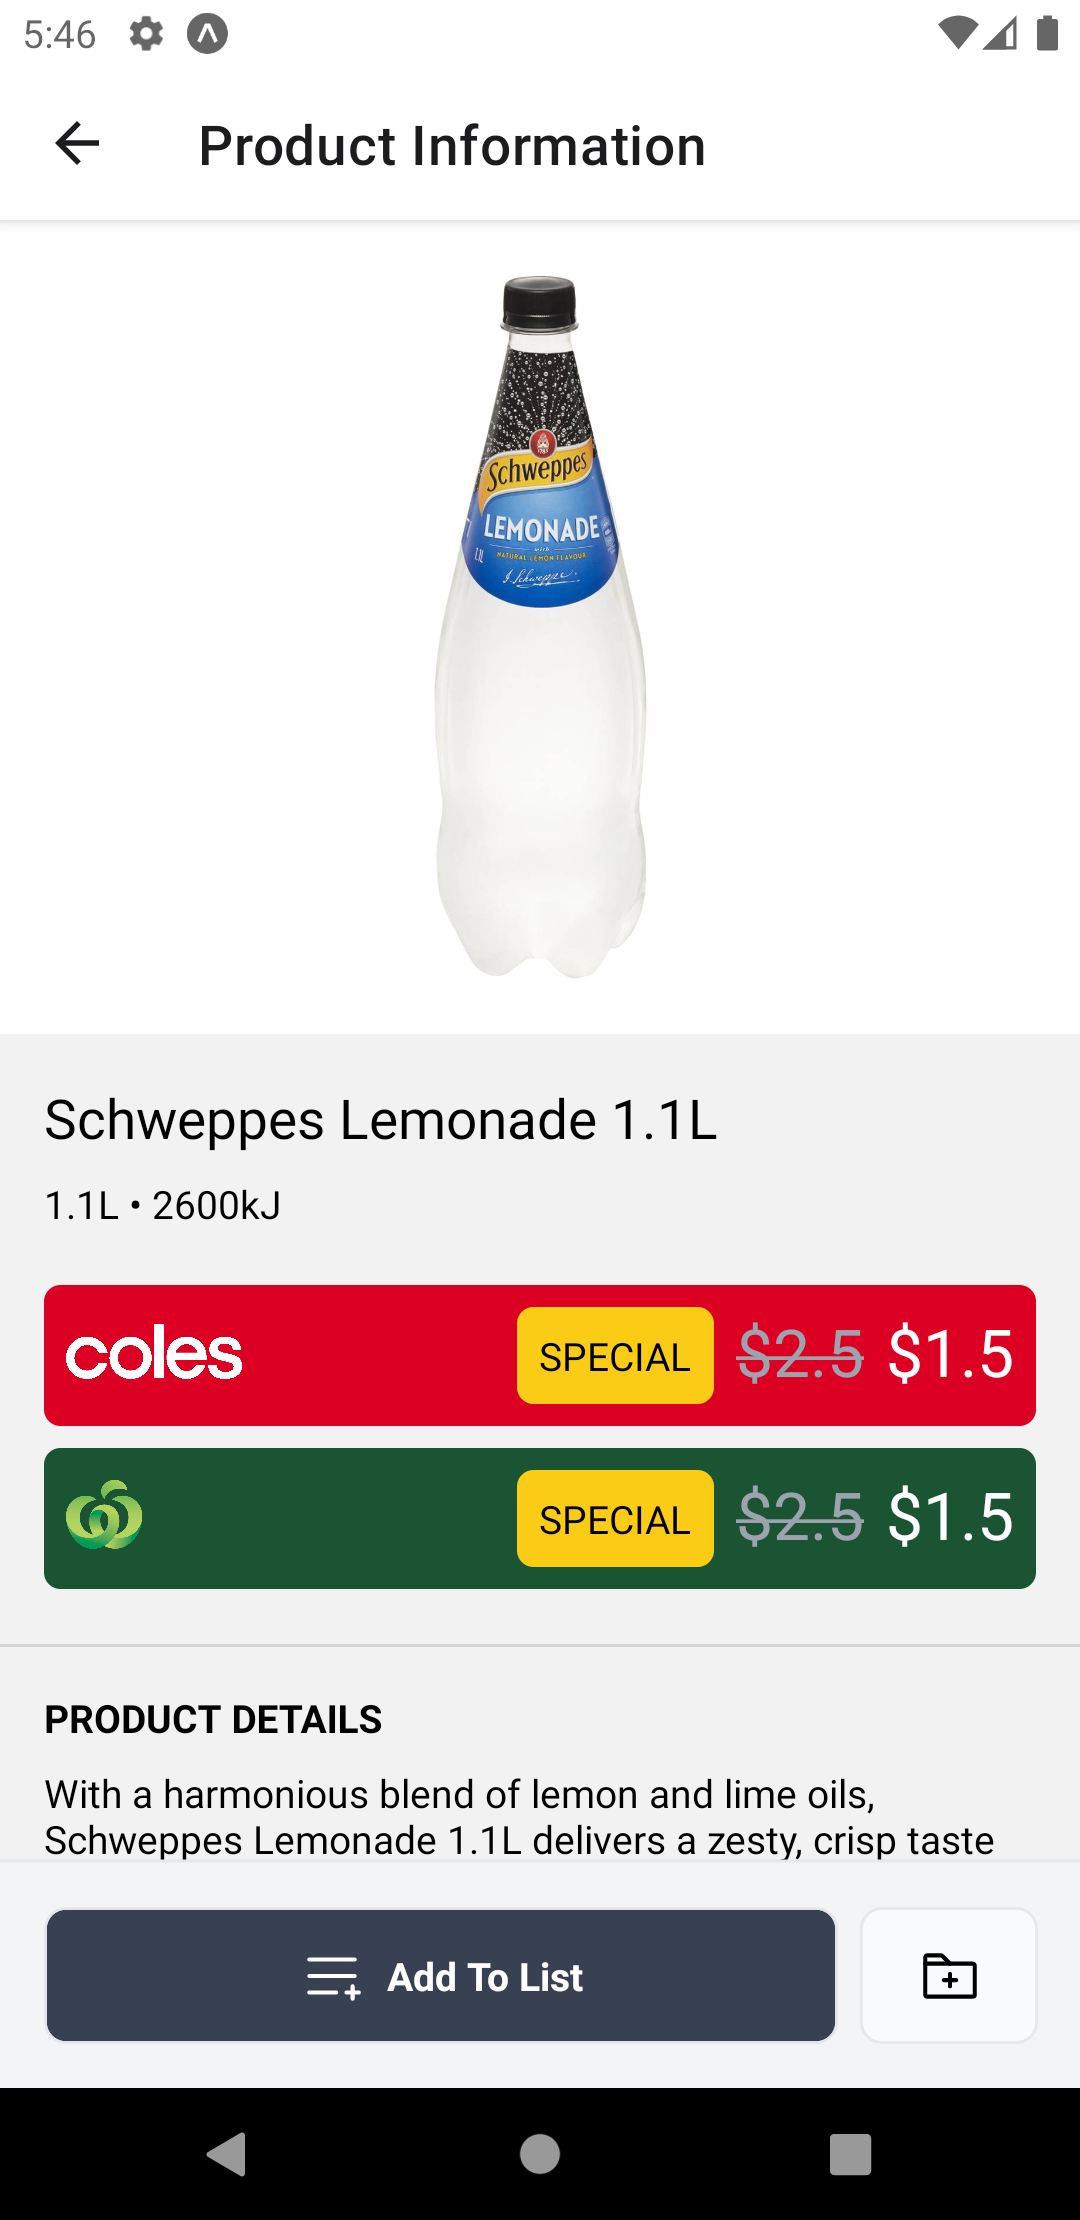 5:46
Product Information
1783
Schweppes
LEMONADE
with
NATURAL LEMON FLAVOUR
1.1L
J. Schweppe
Schweppes Lemonade 1.1L
1.1L • 2600kJ
coles SPECIAL $2.5 $1.5
SPECIAL $2.5 $1.5
PRODUCT DETAILS
With a harmonious blend of lemon and lime oils,
Schweppes Lemonade 1.1L delivers a zesty, crisp taste
Add To List